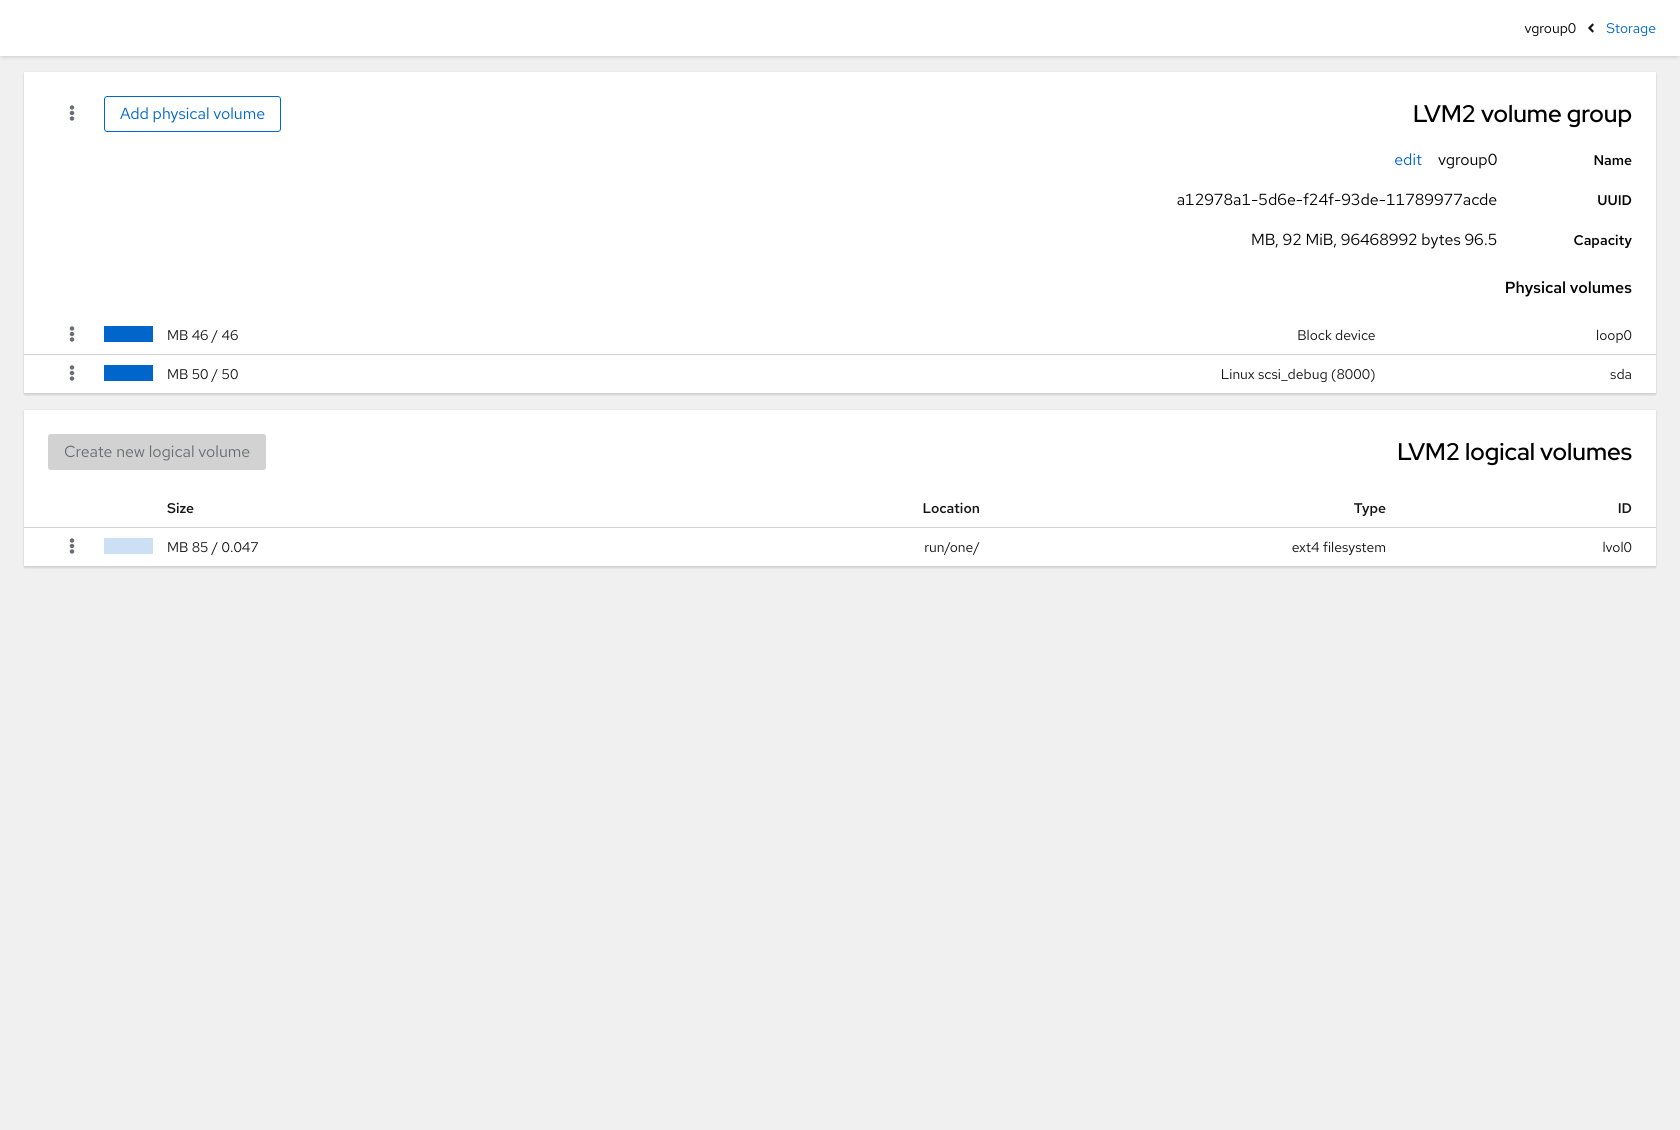 Storage vgroup0
LVM2 volume group
Add physical volume
Name vgroup0 edit
UUID a12978a1-5d6e-f24f-93de-11789977acde
Capacity MB, 92 MiB, 96468992 bytes 96.5
Physical volumes
loop0 Block device MB 46 / 46
sda Linux scsi_debug (8000) MB 50 / 50
LVM2 logical volumes
Create new logical volume
ID Type Location Size
lvol0 ext4 filesystem run/one/ MB 85 / 0.047